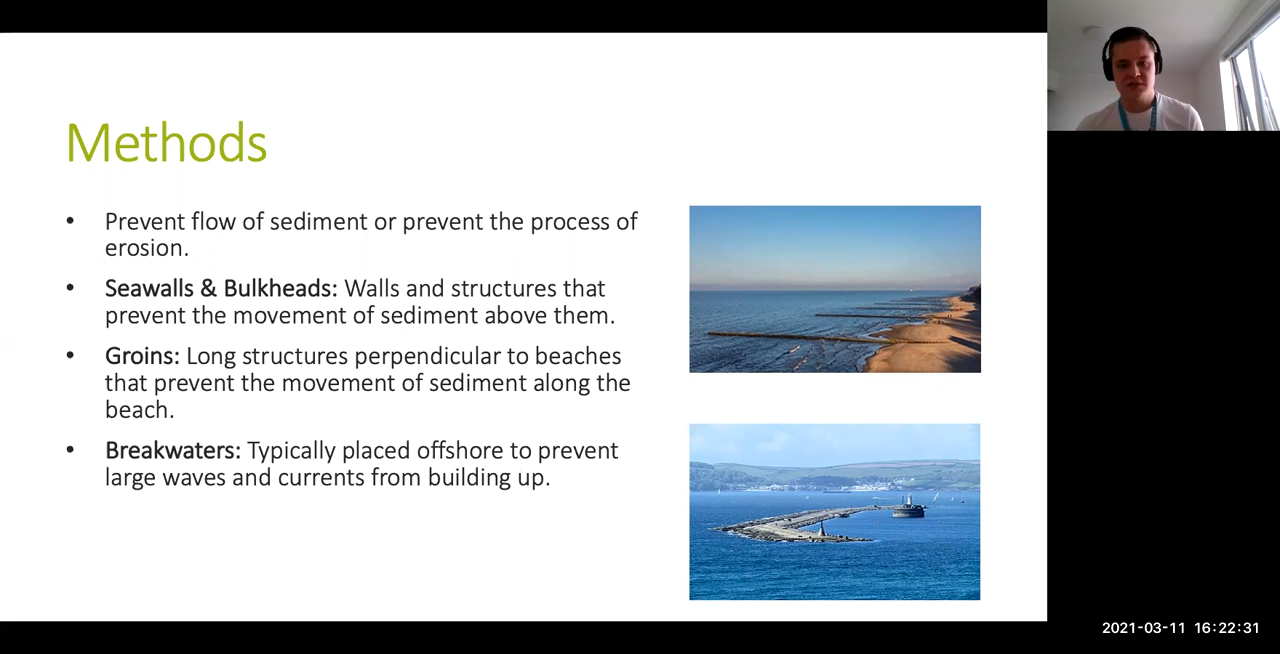 Methods
• Prevent flow of sediment or prevent the process of
erosion.
• Seawalls & Bulkheads: Walls and structures that
prevent the movement of sediment above them.
• Groins: Long structures perpendicular to beaches
that prevent the movement of sediment along the
beach.
• Breakwaters: Typically placed offshore to prevent
large waves and currents from building up.
2021-03-11 16:22:31